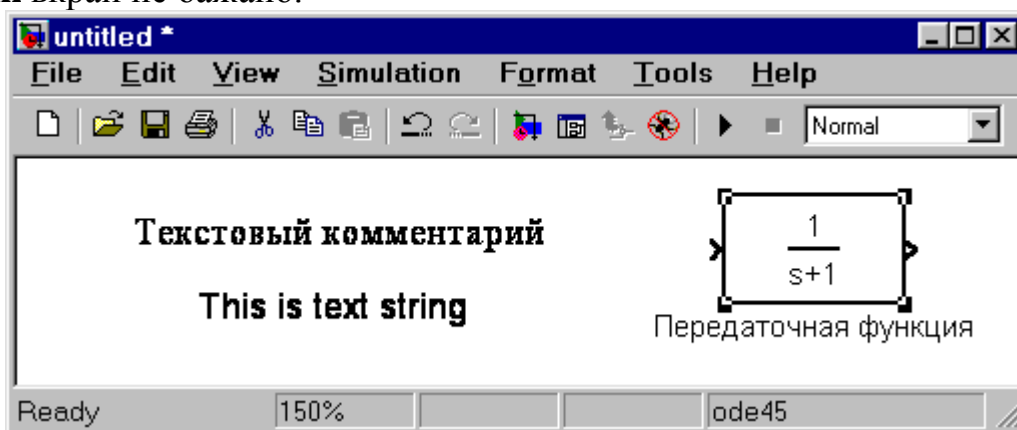 екран не бажано.
untitled *
File Edit View Simulation Format Tools Help
Normal
Текстовый комментарий
This is text string
1
s+1
Передаточная функция
Ready 150% ode45